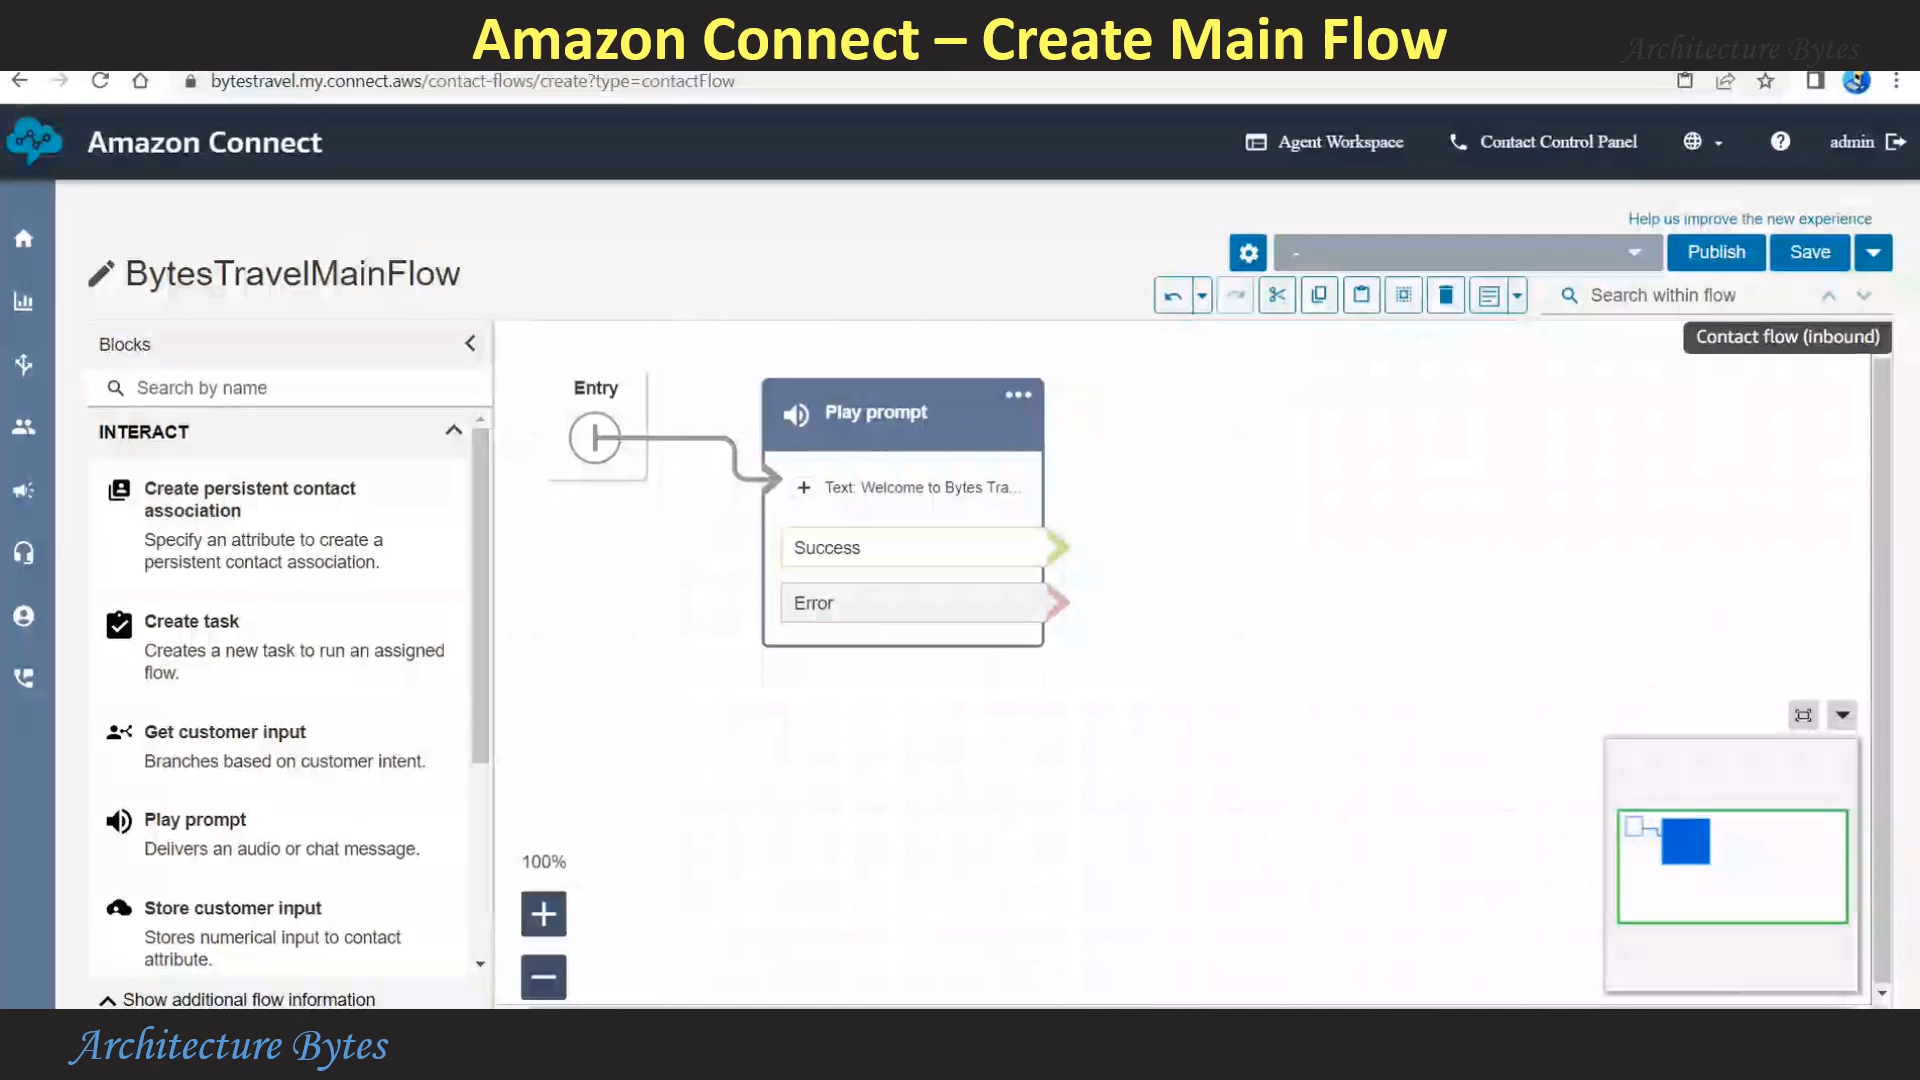 Amazon Connect – Create Main Flow
Architecture Bytes
bytestravel.my.connect.aws/contact-flows/create?type=contactFlow
Amazon Connect
Agent Workspace
Contact Control Panel
admin
Help us improve the new experience
BytesTravelMainFlow
-
Publish
Save
Search within flow
Contact flow (inbound)
Blocks
Search by name
INTERACT
Create persistent contact
association
Specify an attribute to create a
persistent contact association.
Create task
Creates a new task to run an assigned
flow.
Get customer input
Branches based on customer intent.
Play prompt
Delivers an audio or chat message.
Store customer input
Stores numerical input to contact
attribute.
Show additional flow information
Entry
Play prompt
Text: Welcome to Bytes Tra...
Success
Error
100%
Architecture Bytes